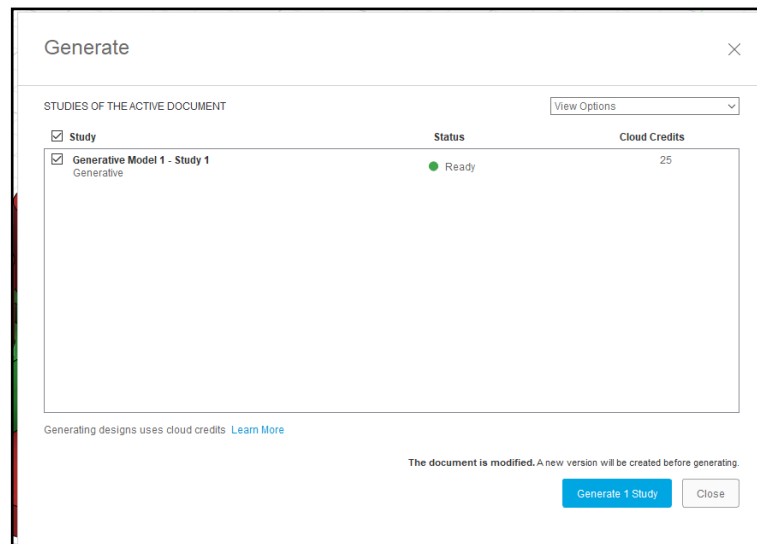 Generate
STUDIES OF THE ACTIVE DOCUMENT
View Options
Study Status Cloud Credits
Generative Model 1 - Study 1
Generative
Ready
25
Generating designs uses cloud credits Learn More
The document is modified. A new version will be created before generating.
Generate 1 Study Close